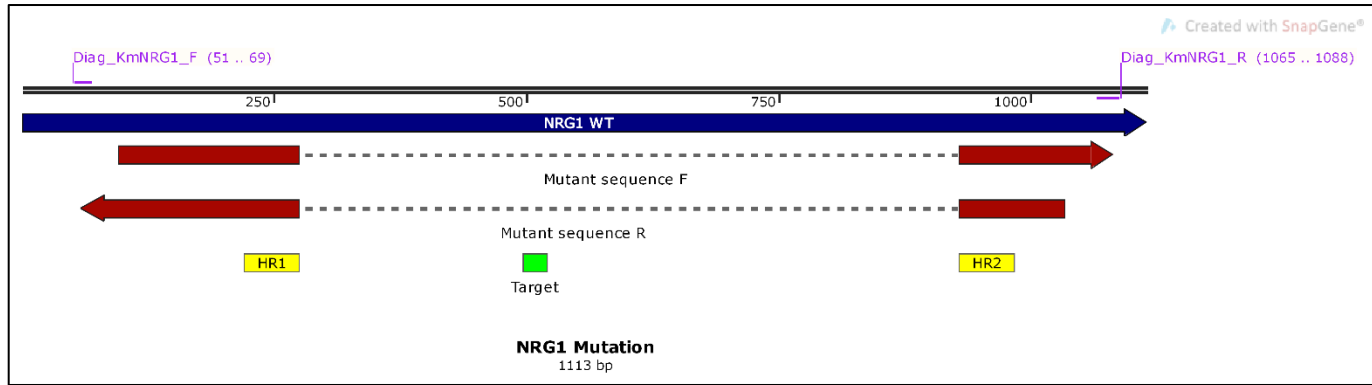 Created with SnapGene®
Diag_KmNRG1_F (51 .. 69)
Diag_KmNRG1_R (1065 .. 1088)
250
500
750
1000
NRG1 WT
Mutant sequence F
Mutant sequence R
HR1
HR2
Target
NRG1 Mutation
1113 bp